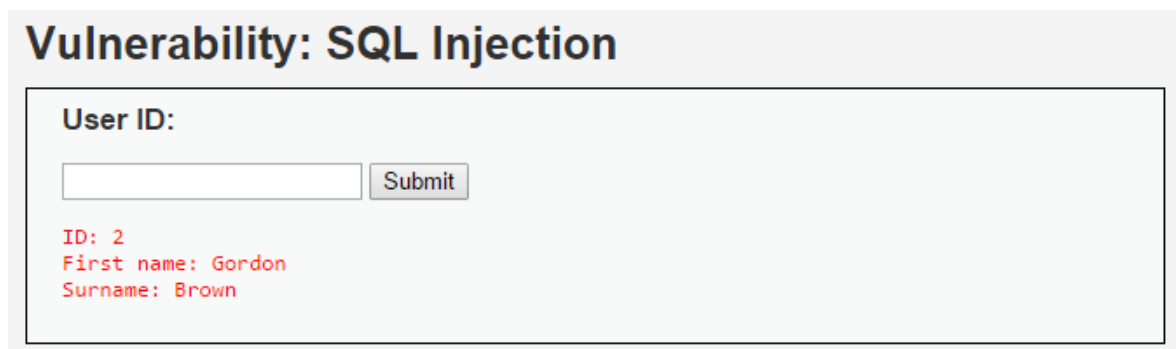 Vulnerability: SQL Injection
User ID:
Submit
ID: 2
First name: Gordon
Surname: Brown